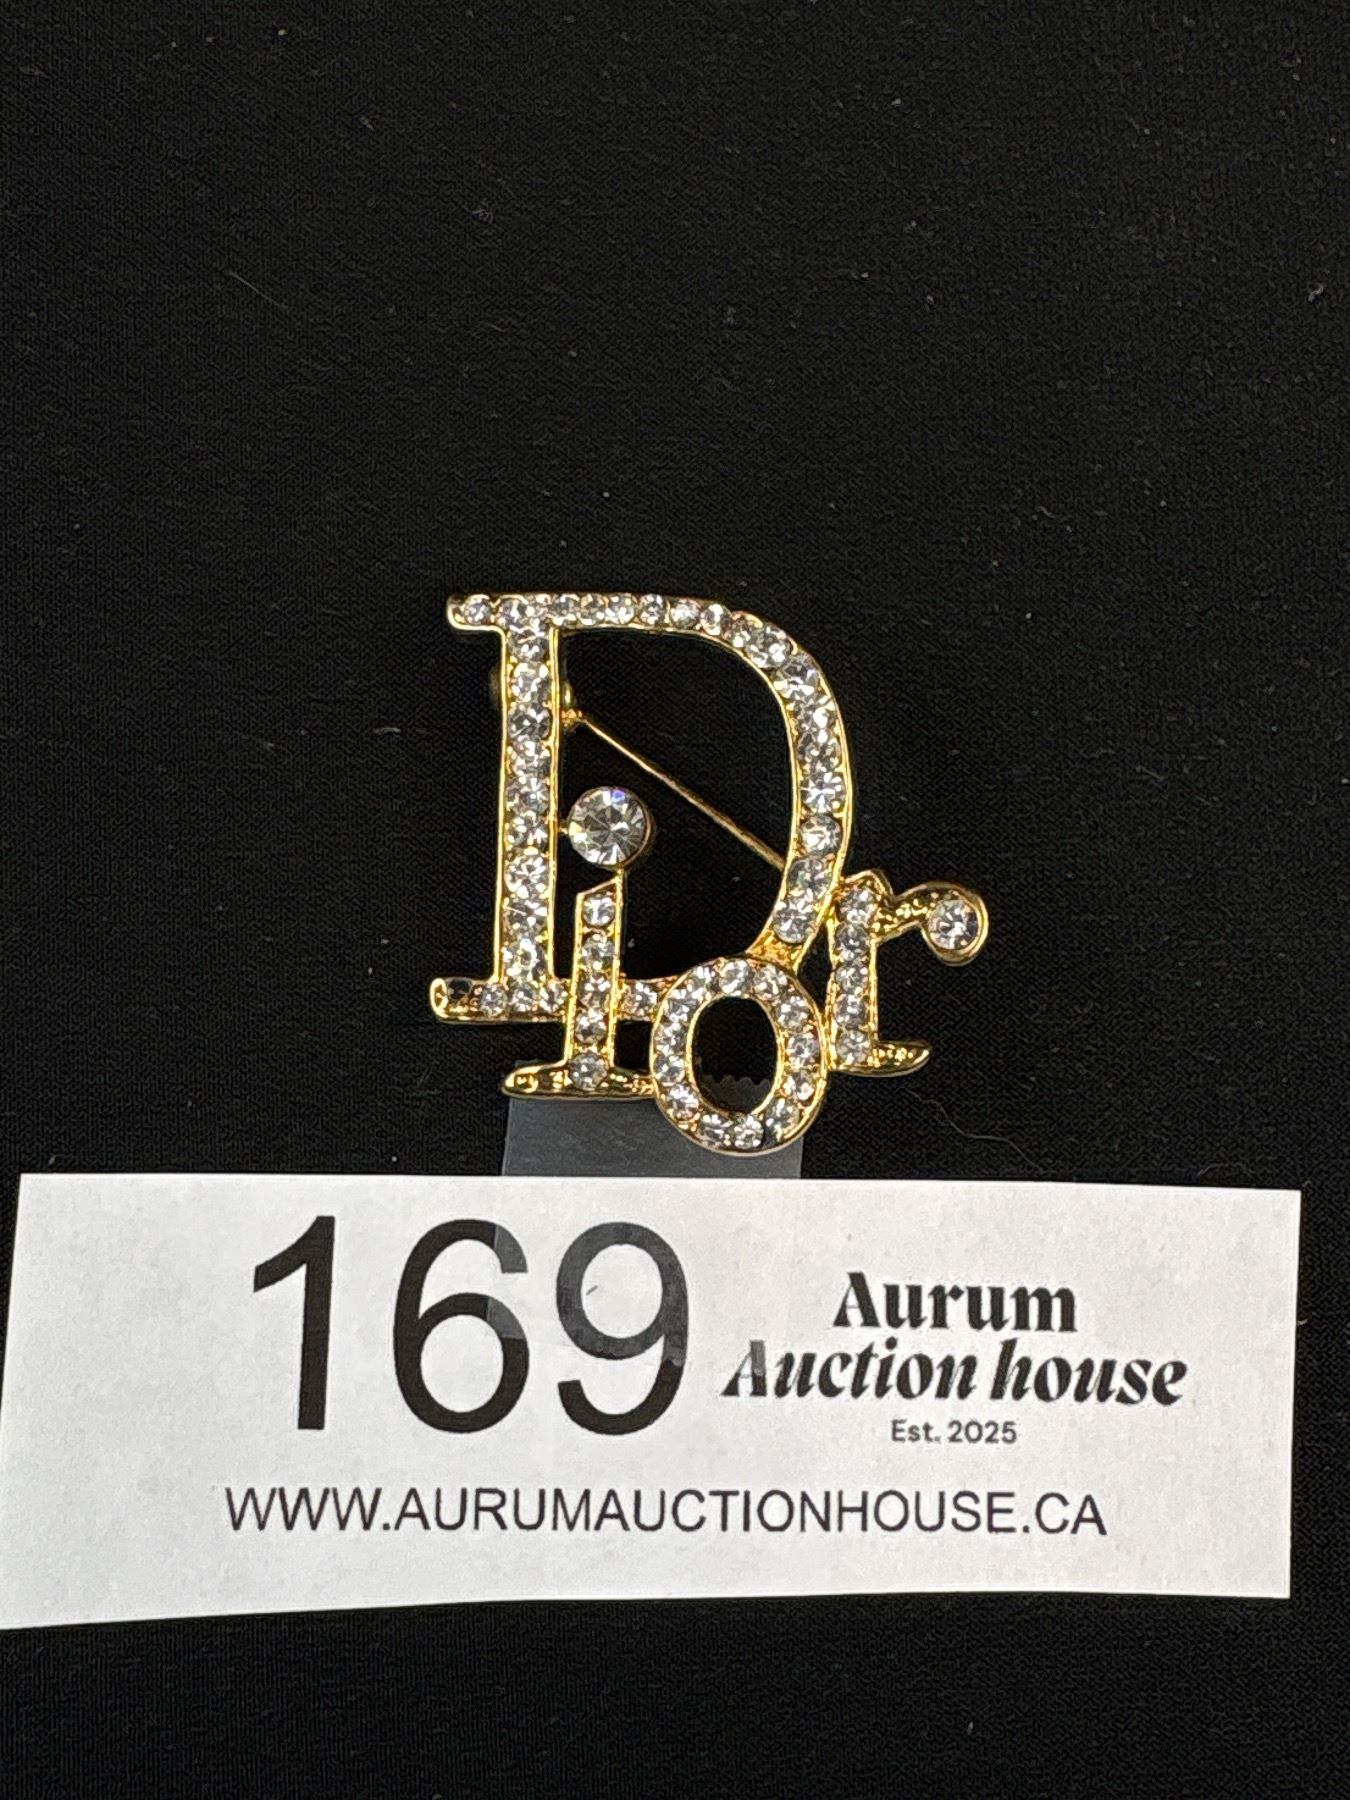 Dior
169
Aurum
Auction house
Est. 2025
WWW.AURUMAUCTIONHOUSE.CA